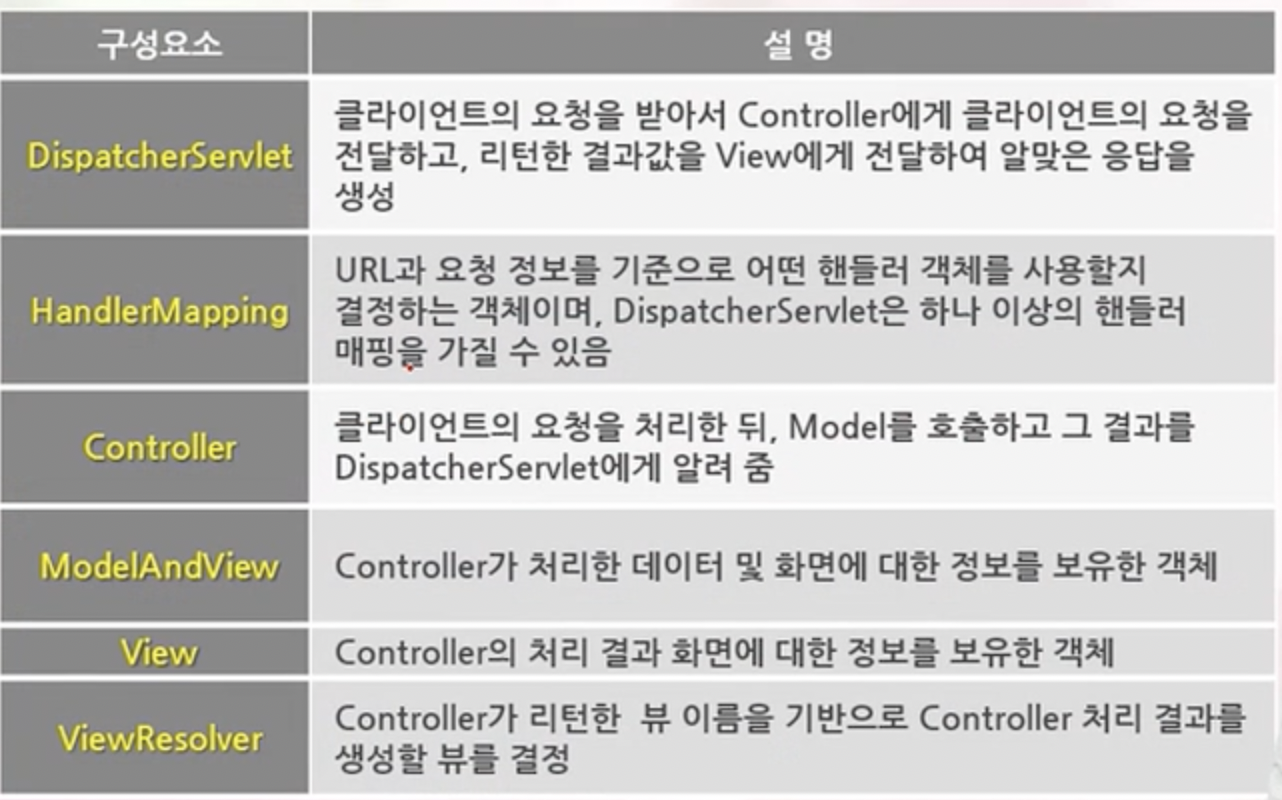 구성요소
설 명
DispatcherServlet
클라이언트의 요청을 받아서 Controller에게 클라이언트의 요청을
전달하고, 리턴한 결과값을 View에게 전달하여 알맞은 응답을
생성
HandlerMapping
URL과 요청 정보를 기준으로 어떤 핸들러 객체를 사용할지
결정하는 객체이며, DispatcherServlet은 하나 이상의 핸들러
매핑을 가질 수 있음
Controller
클라이언트의 요청을 처리한 뒤, Model를 호출하고 그 결과를
DispatcherServlet에게 알려 줌
ModelAndView
Controller가 처리한 데이터 및 화면에 대한 정보를 보유한 객체
View
Controller의 처리 결과 화면에 대한 정보를 보유한 객체
ViewResolver
Controller가 리턴한 뷰 이름을 기반으로 Controller 처리 결과를
생성할 뷰를 결정